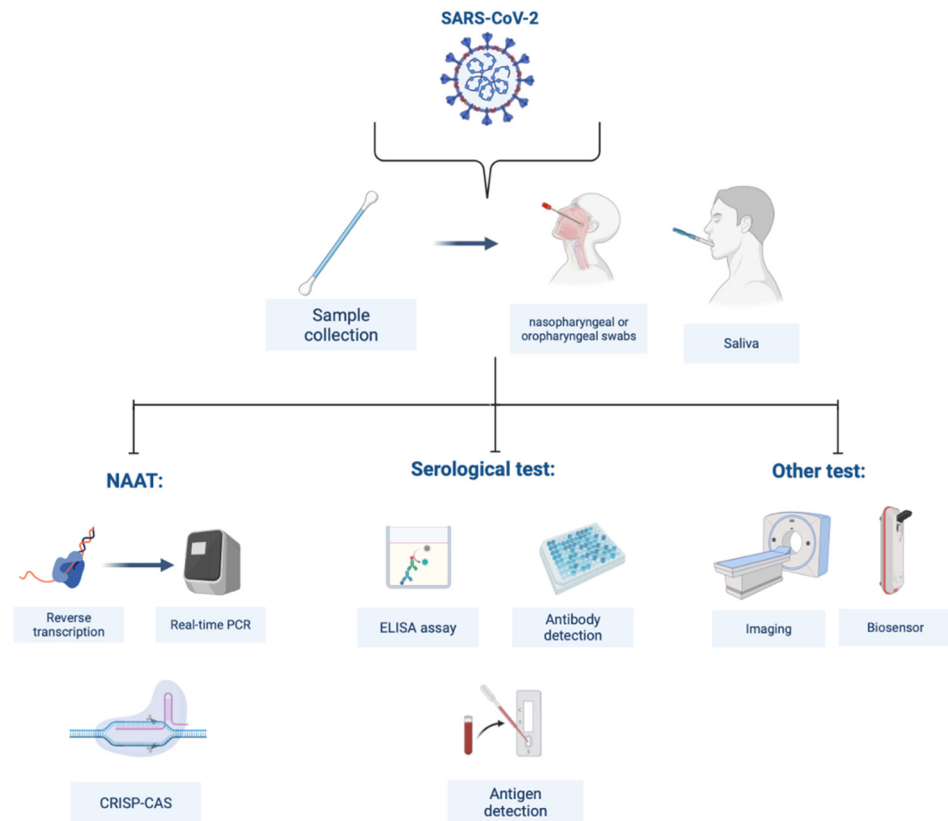 SARS-CoV-2
Sample
collection
nasopharyngeal or
oropharyngeal swabs
Saliva
NAAT:
Serological test:
Other test:
Reverse
transcription
Real-time PCR
ELISA assay
Antibody
detection
Imaging
Biosensor
CRISP-CAS
Antigen
detection